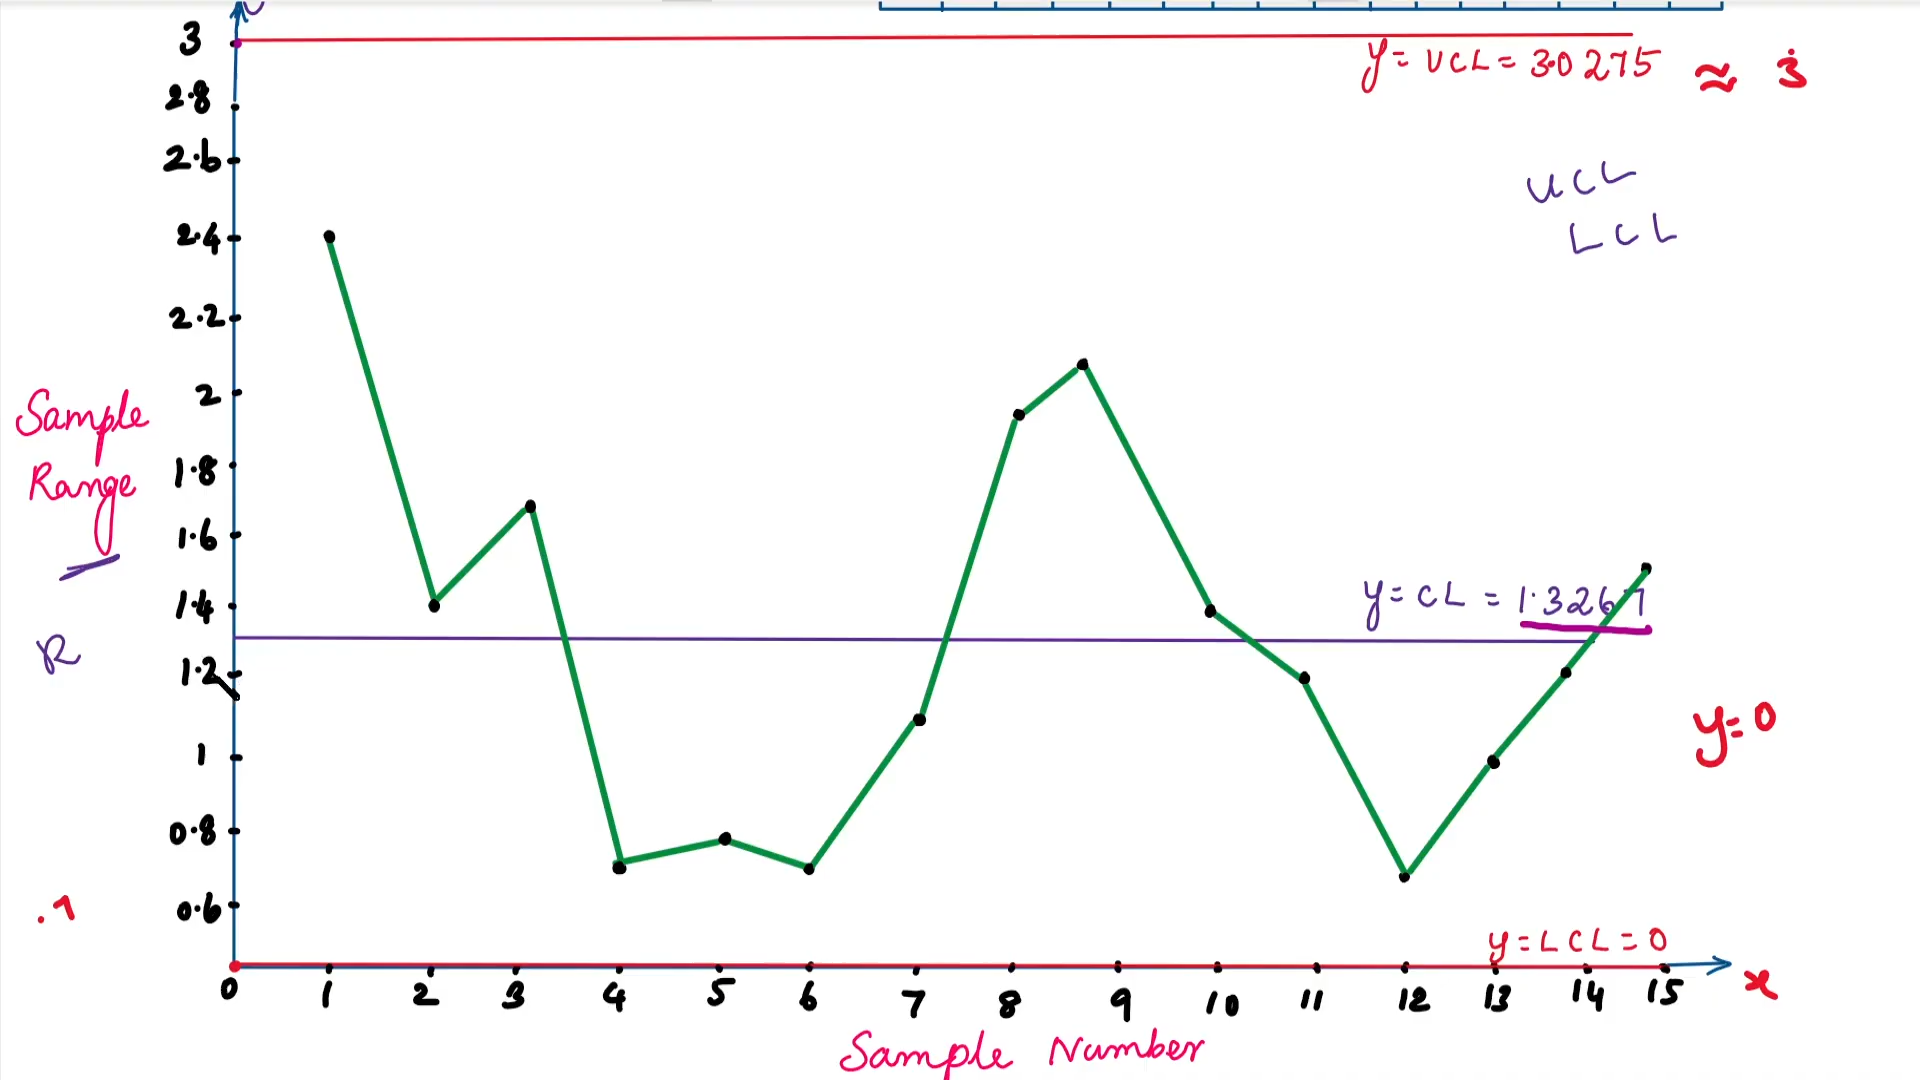 3
y = UCL = 3.0275 ≈ 3
2.8
2.6
UCL
LCL
2.4
2.2
2
Sample
Range
1.8
1.6
1.4
y = CL = 1.3267
R
1.2
y=0
1
0.8
0.6
y = LCL = 0
0 1 2 3 4 5 6 7 8 9 10 11 12 13 14 15
x
Sample Number